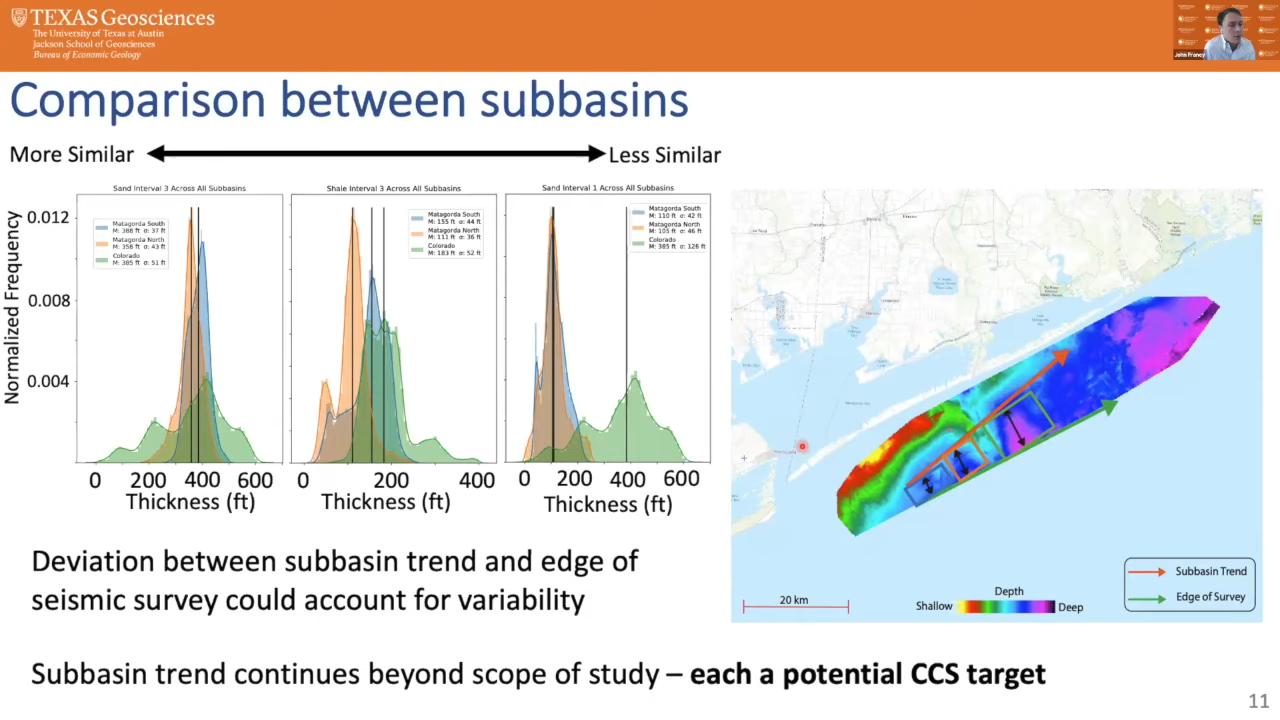 TEXAS Geosciences
The University of Texas at Austin
Jackson School of Geosciences
Bureau of Economic Geology
Comparison between subbasins
More Similar
Less Similar
Normalized Frequency
0.012
0.008
0.004
Sand Interval 3 Across All Subbasins
Matagorda South
M: 388 ft σ: 37 ft
Matagorda North
M: 358 ft σ: 43 ft
Colorado
M: 385 ft σ: 51 ft
0 200 400 600
Thickness (ft)
Shale Interval 3 Across All Subbasins
Matagorda South
M: 155 ft σ: 44 ft
Matagorda North
M: 111 ft σ: 36 ft
Colorado
M: 183 ft σ: 52 ft
0 200 400
Thickness (ft)
Sand Interval 1 Across All Subbasins
Matagorda South
M: 110 ft σ: 42 ft
Matagorda North
M: 105 ft σ: 46 ft
Colorado
M: 385 ft σ: 126 ft
0 200 400 600
Thickness (ft)
20 km
Depth
Shallow
Deep
Subbasin Trend
Edge of Survey
Deviation between subbasin trend and edge of
seismic survey could account for variability
Subbasin trend continues beyond scope of study – each a potential CCS target
11